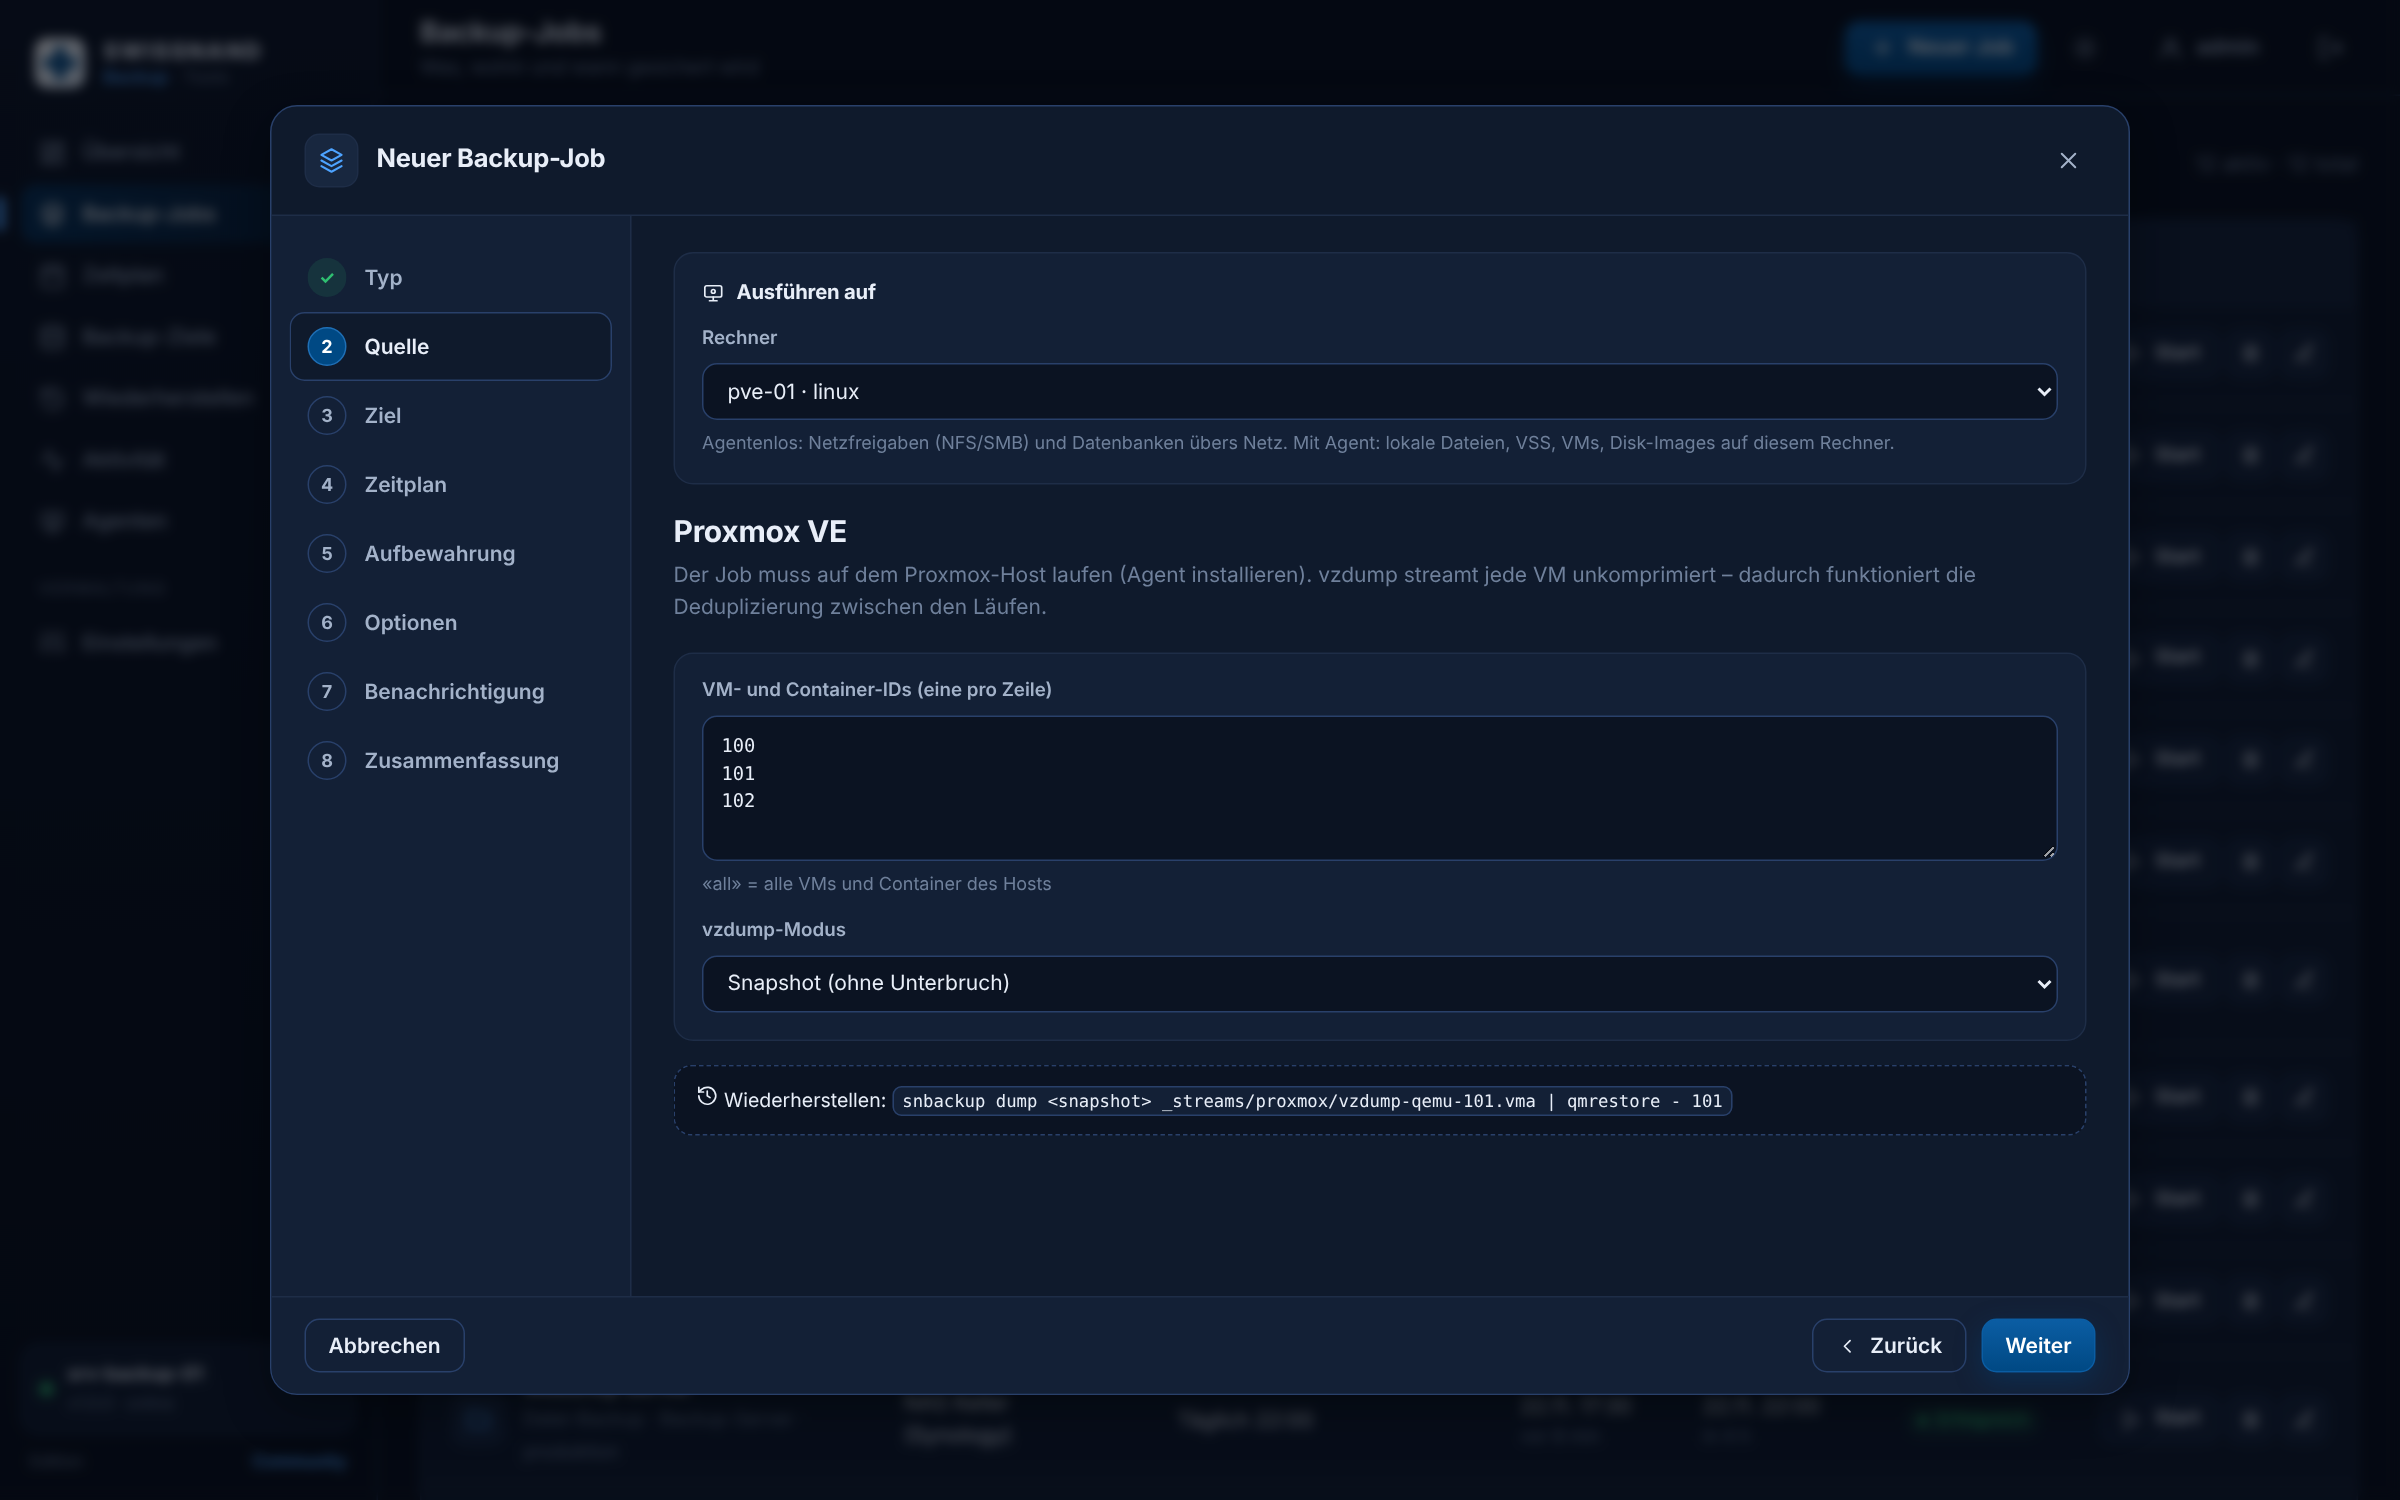 Backup-Jobs
Neuer Job
admin
Neuer Backup-Job
Typ
2 Quelle
3 Ziel
4 Zeitplan
5 Aufbewahrung
6 Optionen
7 Benachrichtigung
8 Zusammenfassung
Ausführen auf
Rechner
pve-01 · linux
Agentenlos: Netzfreigaben (NFS/SMB) und Datenbanken übers Netz. Mit Agent: lokale Dateien, VSS, VMs, Disk-Images auf diesem Rechner.
Proxmox VE
Der Job muss auf dem Proxmox-Host laufen (Agent installieren). vzdump streamt jede VM unkomprimiert – dadurch funktioniert die
Deduplizierung zwischen den Läufen.
VM- und Container-IDs (eine pro Zeile)
100
101
102
«all» = alle VMs und Container des Hosts
vzdump-Modus
Snapshot (ohne Unterbruch)
Wiederherstellen: snbackup dump <snapshot> _streams/proxmox/vzdump-qemu-101.vma | qmrestore - 101
Abbrechen
Zurück
Weiter